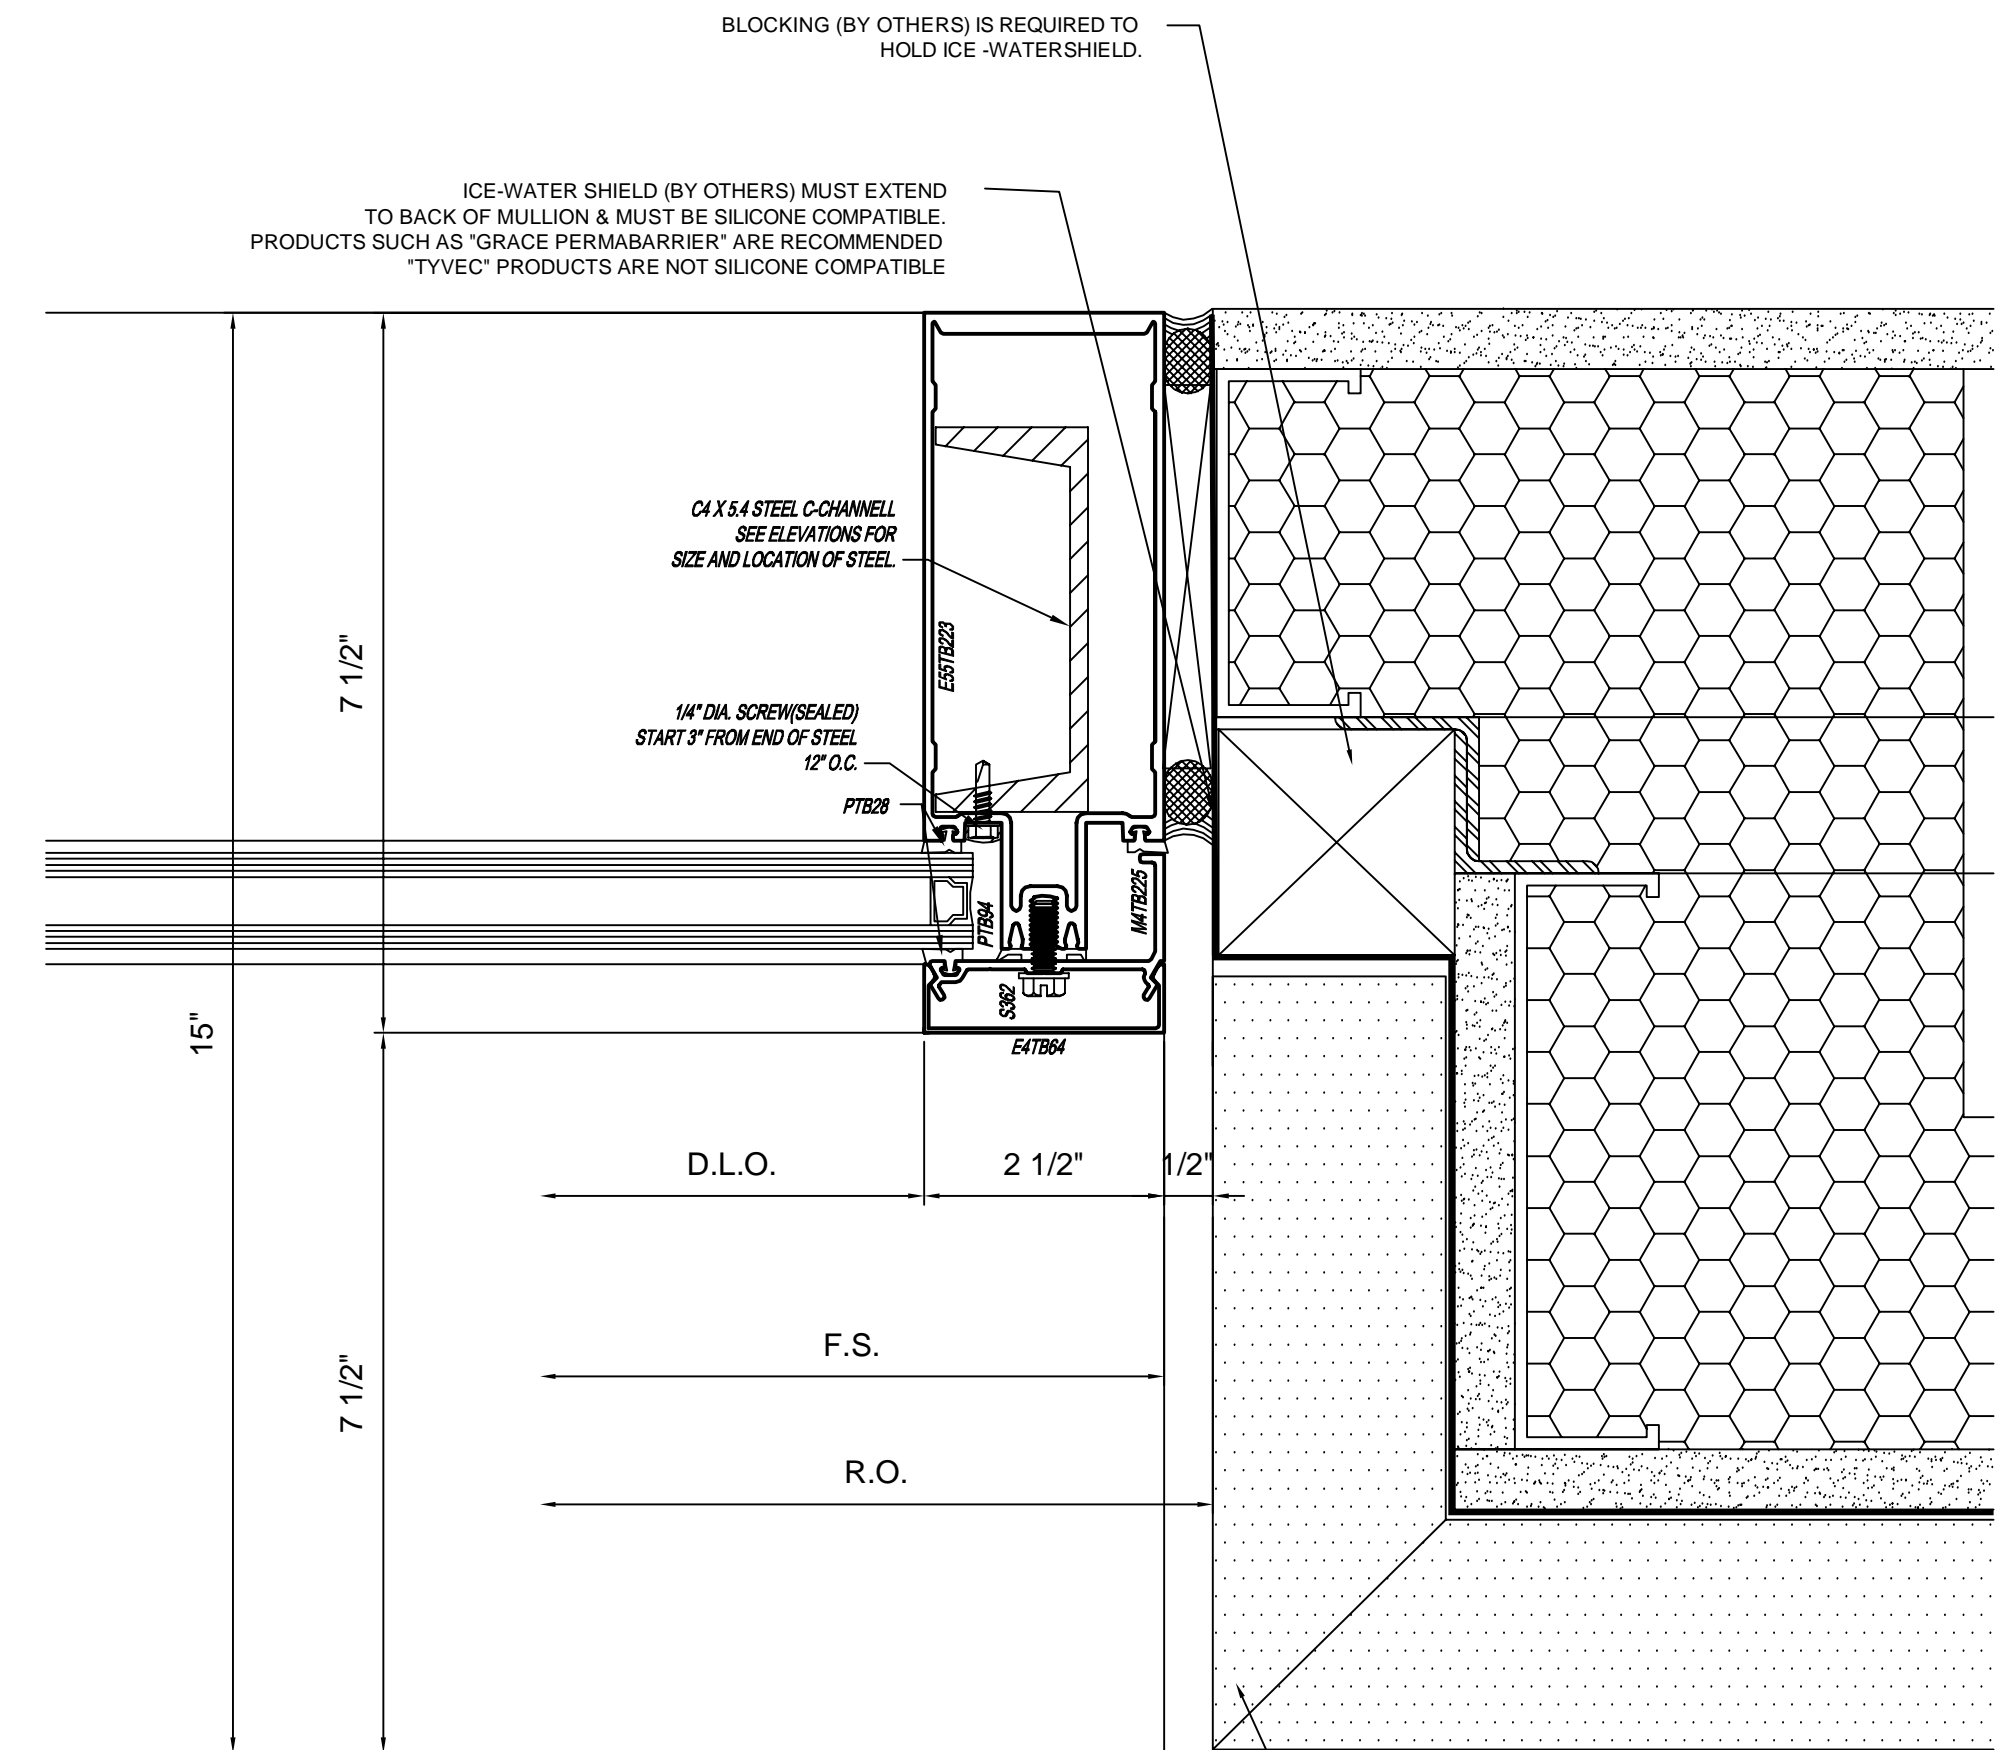 BLOCKING (BY OTHERS) IS REQUIRED TO
HOLD ICE -WATERSHIELD.
ICE-WATER SHIELD (BY OTHERS) MUST EXTEND
TO BACK OF MULLION & MUST BE SILICONE COMPATIBLE.
PRODUCTS SUCH AS "GRACE PERMABARRIER" ARE RECOMMENDED
"TYVEC" PRODUCTS ARE NOT SILICONE COMPATIBLE
C4 X 5.4 STEEL C-CHANNELL
SEE ELEVATIONS FOR
SIZE AND LOCATION OF STEEL.
E55TB223
7 1/2"
1/4" DIA. SCREW(SEALED)
START 3" FROM END OF STEEL
12" O.C.
PTB28
PTB94
M4TB225
S362
E4TB64
15"
D.L.O.
2 1/2"
1/2"
F.S.
7 1/2"
R.O.